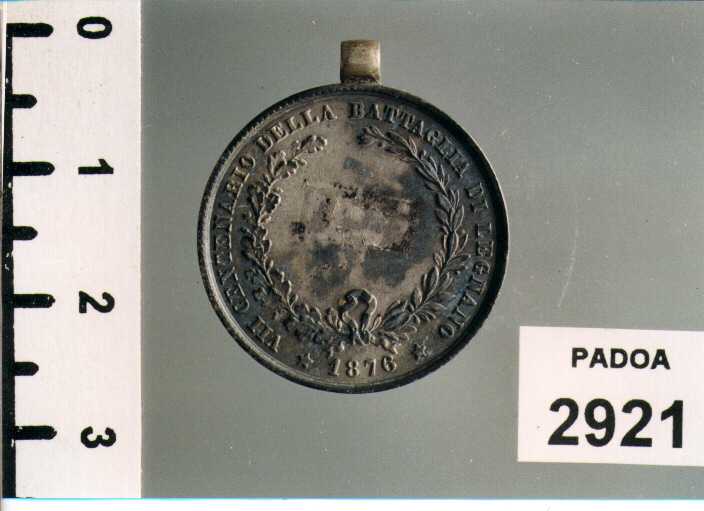 0
1
2
3
VII CENTENARIO DELLA BATTAGLIA DI LEGNANO
★ 1876 ★
PADOA
2921